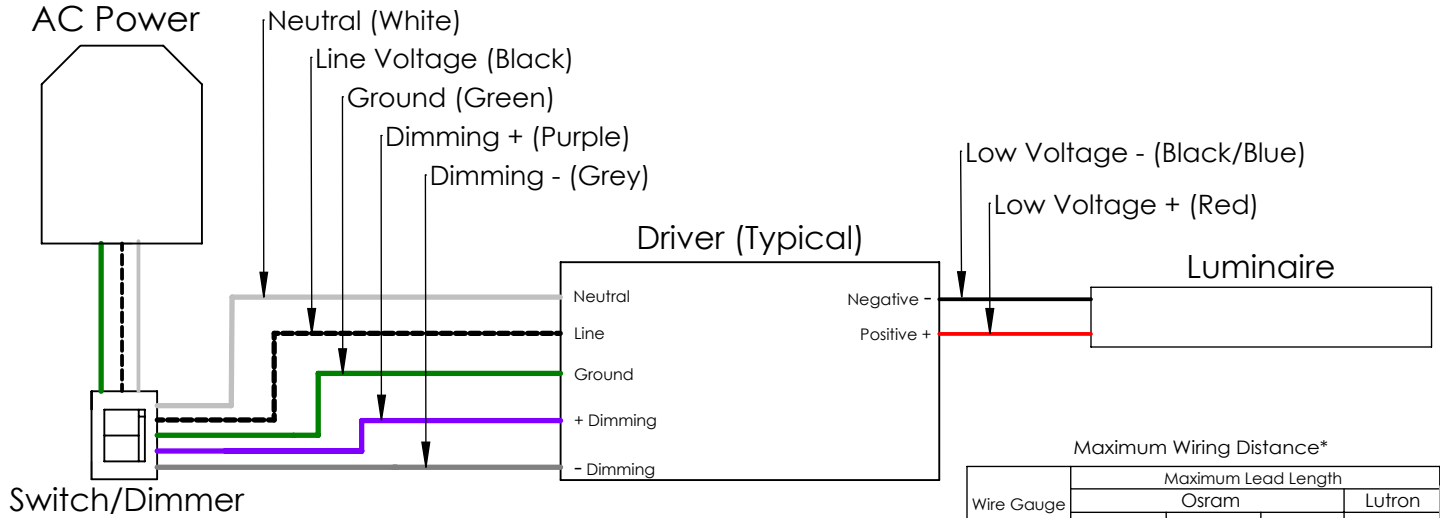 AC Power
Neutral (White)
Line Voltage (Black)
Ground (Green)
Dimming + (Purple)
Dimming - (Grey)
Low Voltage - (Black/Blue)
Low Voltage + (Red)
Driver (Typical)
Luminaire
Neutral
Line
Ground
+ Dimming
- Dimming
Negative -
Positive +
Switch/Dimmer
Maximum Wiring Distance*
Maximum Lead Length
Wire Gauge
Osram
Lutron